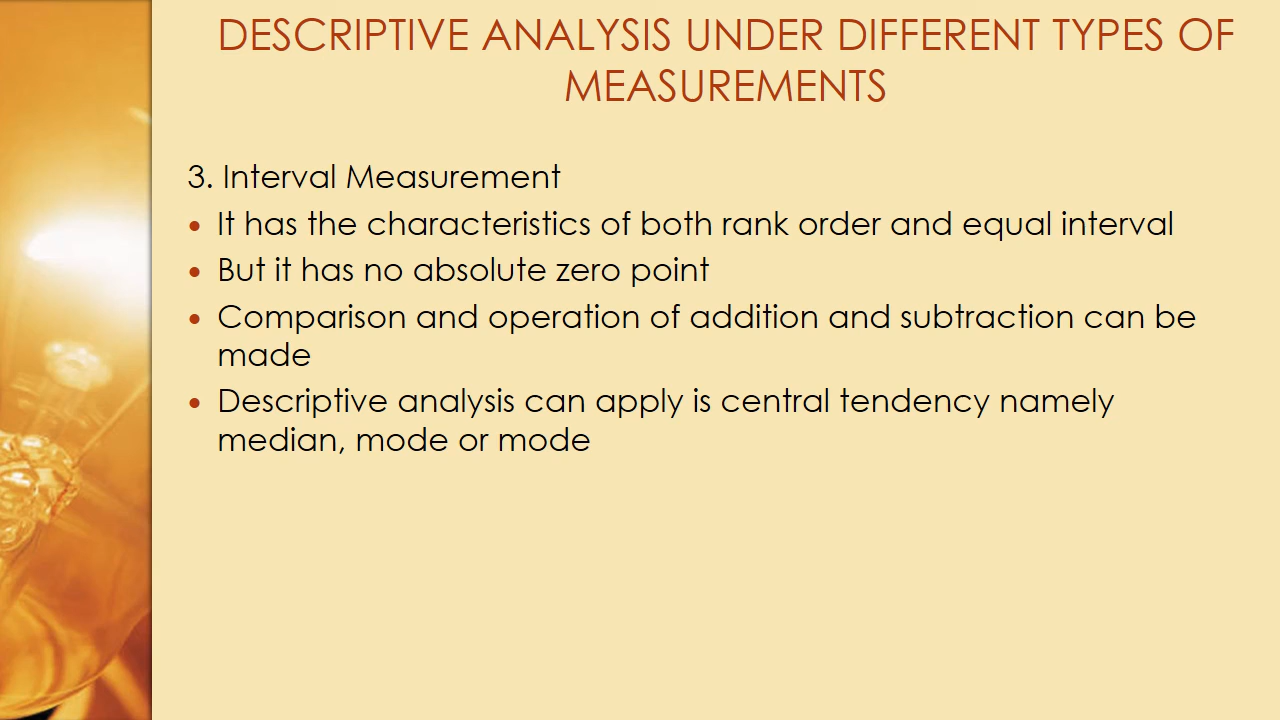 DESCRIPTIVE ANALYSIS UNDER DIFFERENT TYPES OF
MEASUREMENTS
3. Interval Measurement
• It has the characteristics of both rank order and equal interval
• But it has no absolute zero point
• Comparison and operation of addition and subtraction can be
made
• Descriptive analysis can apply is central tendency namely
median, mode or mode